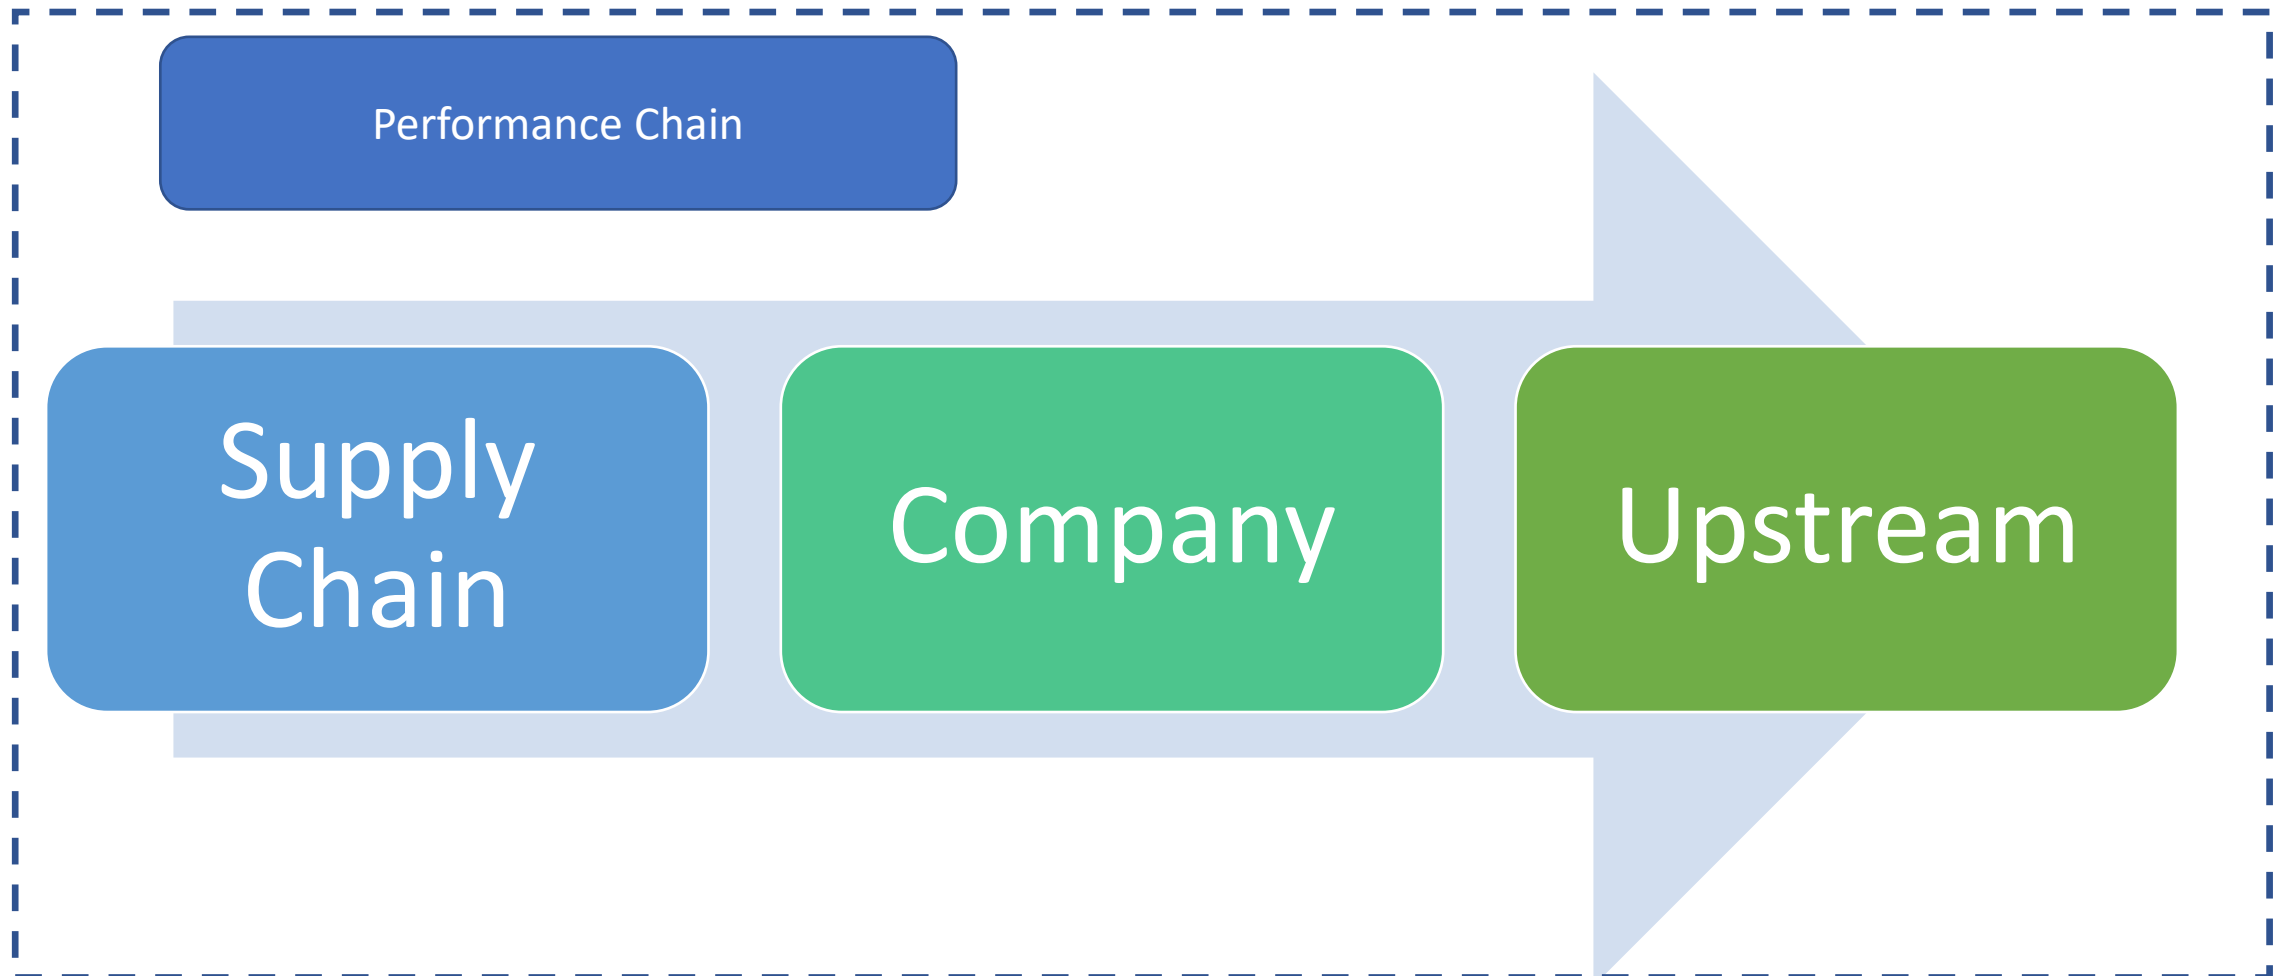 Performance Chain
Supply
Chain
Company
Upstream